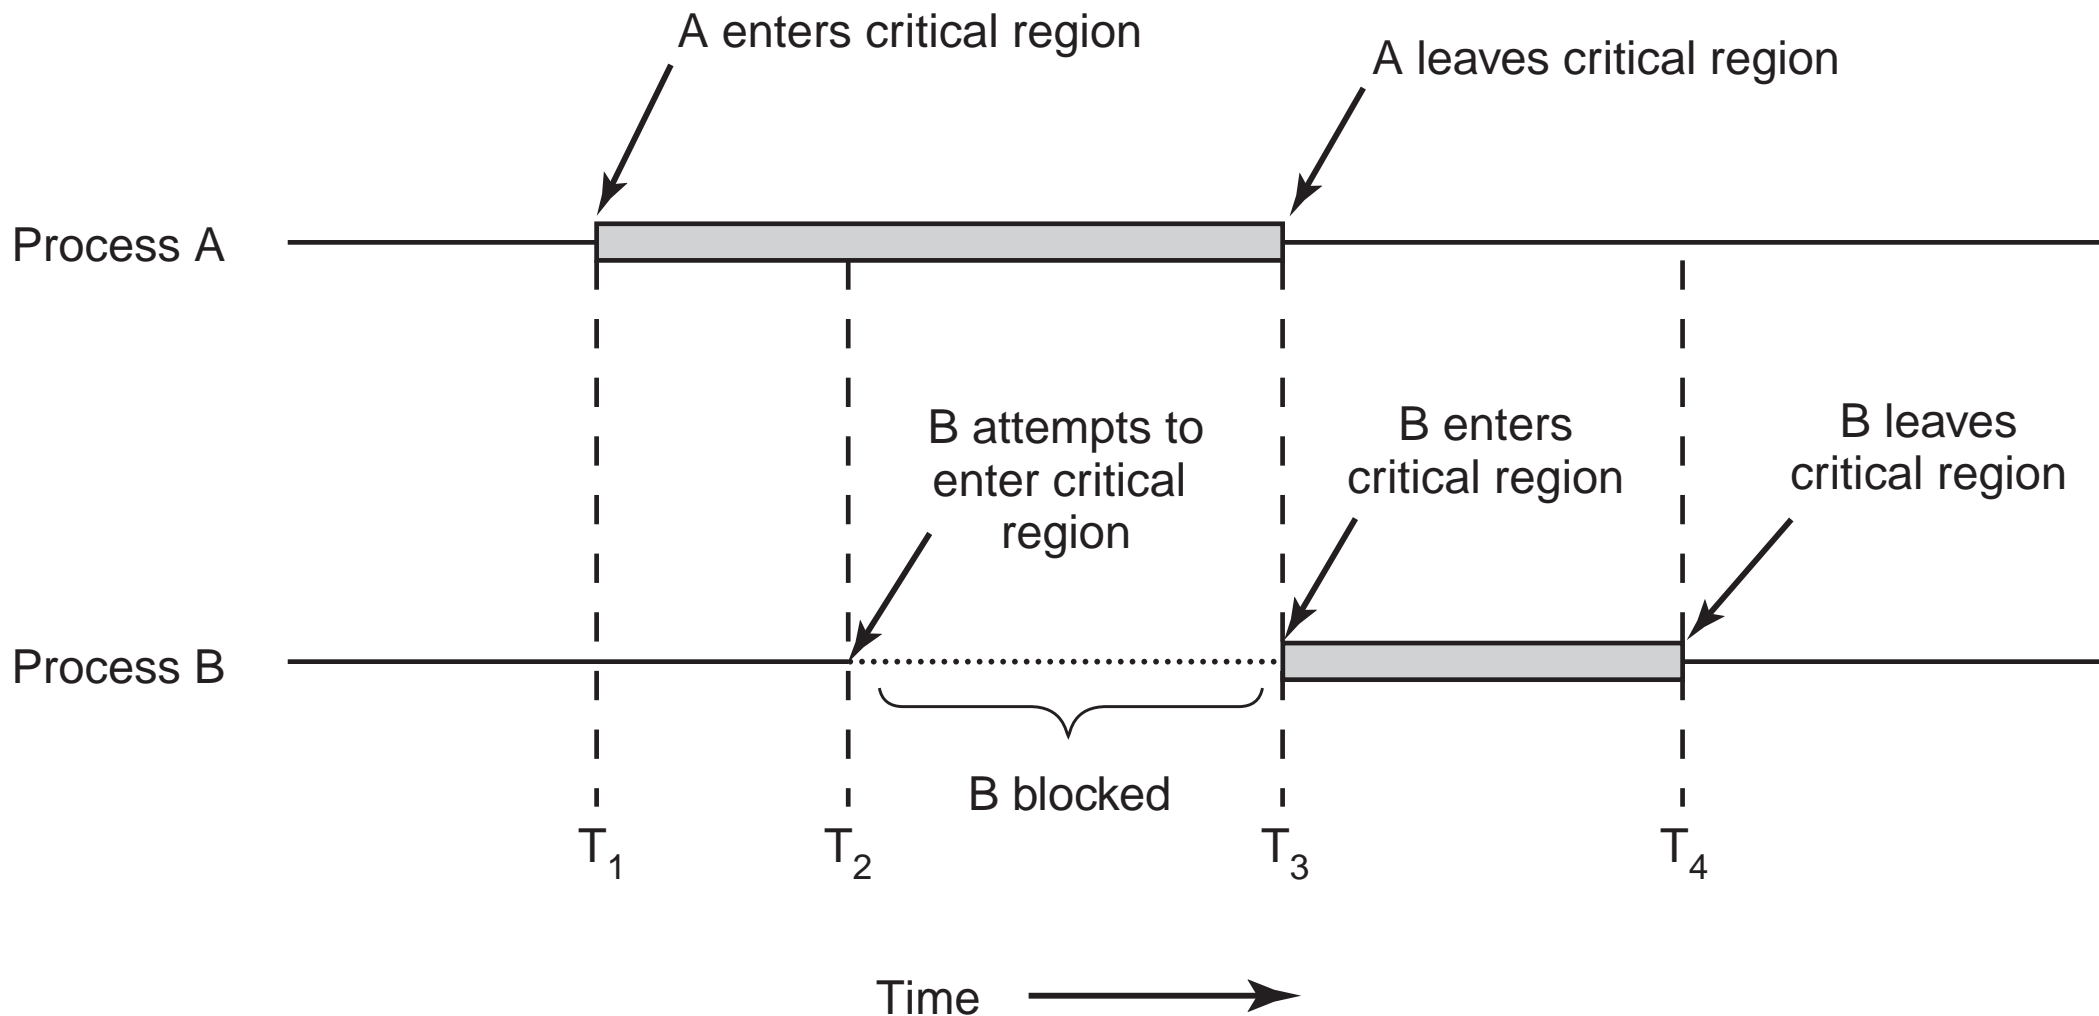 A enters critical region
A leaves critical region
Process A
B attempts to
enter critical
region
B enters
critical region
B leaves
critical region
Process B
B blocked
T1
T2
T3
T4
Time